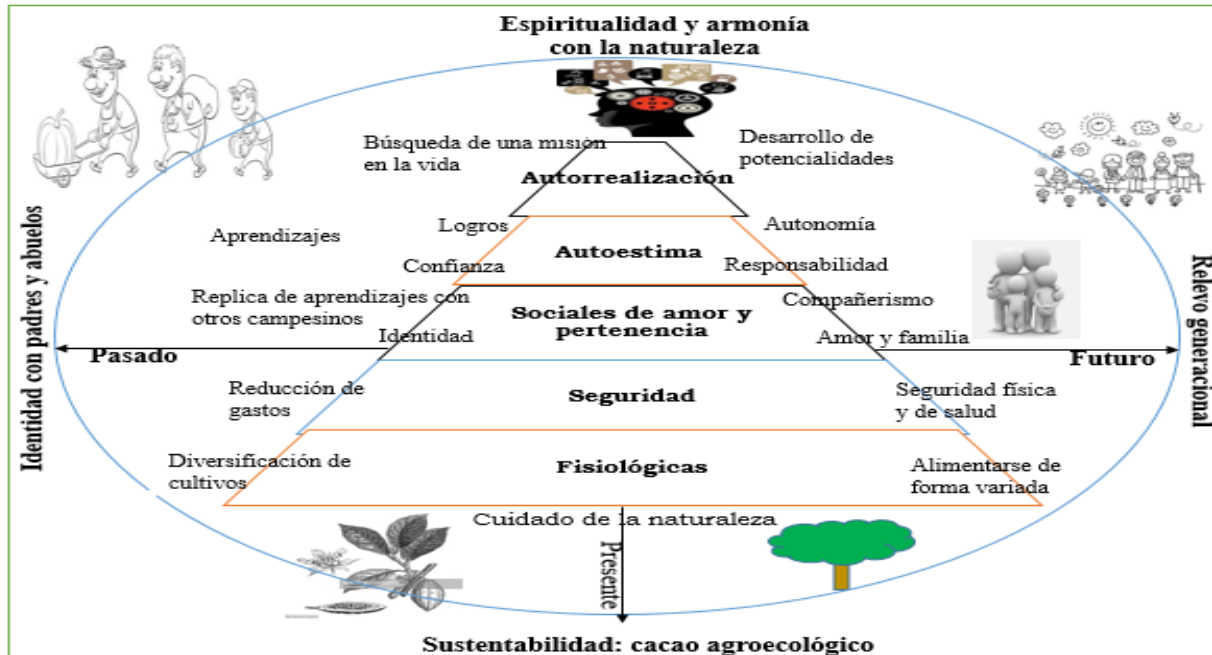 Espiritualidad y armonía
con la naturaleza
Búsqueda de una misión
en la vida
Desarrollo de
potencialidades
Autorrealización
Aprendizajes
Logros
Autonomía
Autoestima
Confianza
Responsabilidad
Replica de aprendizajes con
otros campesinos
Compañerismo
Sociales de amor y
pertenencia
Identidad
Amor y familia
Identidad con padres y abuelos
Pasado
Futuro
Relevo generacional
Reducción de
gastos
Seguridad
Seguridad física
y de salud
Diversificación de
cultivos
Fisiológicas
Alimentarse de
forma variada
Cuidado de la naturaleza
Presente
Sustentabilidad: cacao agroecológico